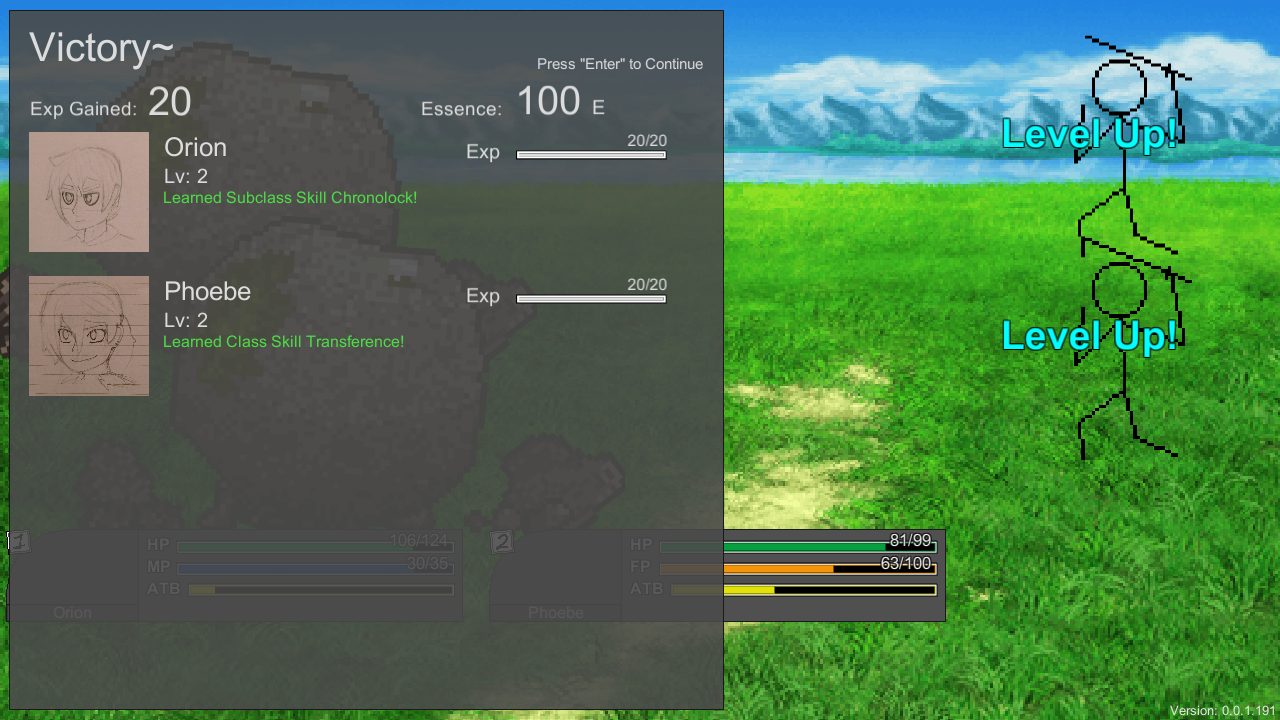 Victory~
Press "Enter" to Continue
Exp Gained: 20
Essence: 100 E
Orion
Lv: 2
Learned Subclass Skill Chronolock!
Exp
20/20
Level Up!
Phoebe
Lv: 2
Learned Class Skill Transference!
Exp
20/20
Level Up!
1
HP 106/124
MP 30/35
ATB
Orion
2
HP 81/99
FP 63/100
ATB
Phoebe
Version: 0.0.1.191